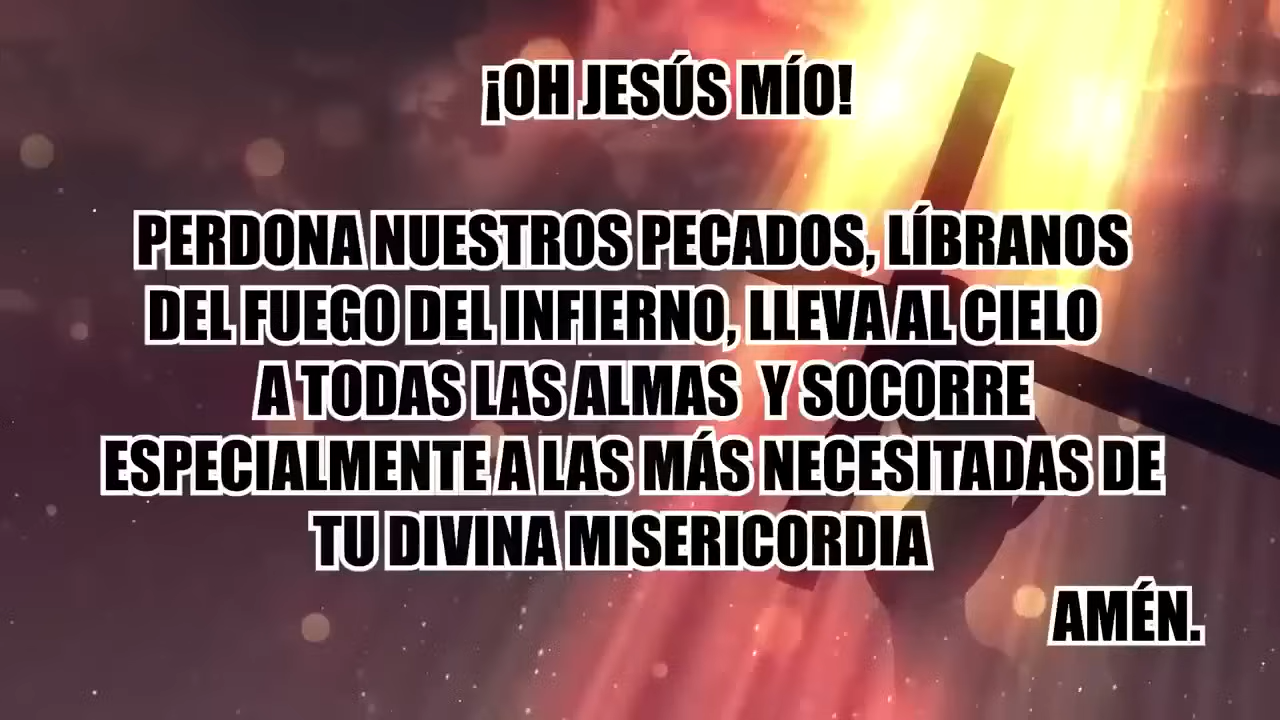 ¡OH JESÚS MÍO!
PERDONA NUESTROS PECADOS, LÍBRANOS
DEL FUEGO DEL INFIERNO, LLEVA AL CIELO
A TODAS LAS ALMAS Y SOCORRE
ESPECIALMENTE A LAS MÁS NECESITADAS DE
TU DIVINA MISERICORDIA
AMÉN.